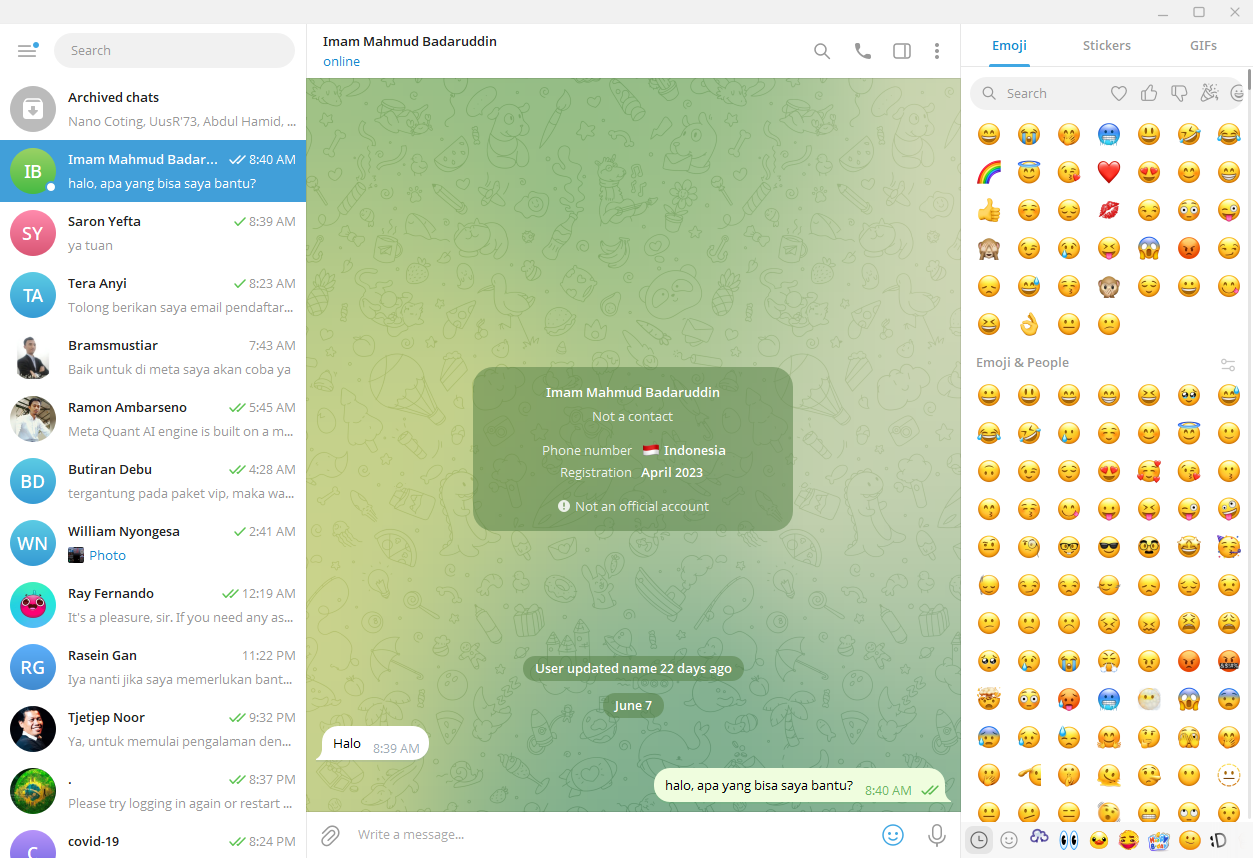 Search
Archived chats
Nano Coting, UusR'73, Abdul Hamid, ...
IB
Imam Mahmud Badar... 8:40 AM
halo, apa yang bisa saya bantu?
SY
Saron Yefta 8:39 AM
ya tuan
TA
Tera Anyi 8:23 AM
Tolong berikan saya email pendaftar...
Bramsmustiar 7:43 AM
Baik untuk di meta saya akan coba ya
Ramon Ambarseno 5:45 AM
Meta Quant AI engine is built on a m...
BD
Butiran Debu 4:28 AM
tergantung pada paket vip, maka wa...
WN
William Nyongesa 2:41 AM
Photo
Ray Fernando 12:19 AM
It's a pleasure, sir. If you need any as...
RG
Rasein Gan 11:22 PM
Iya nanti jika saya memerlukan bant...
Tjetjep Noor 9:32 PM
Ya, untuk memulai pengalaman den...
. 8:37 PM
Please try logging in again or restart ...
C
covid-19 8:24 PM
Imam Mahmud Badaruddin
online
Imam Mahmud Badaruddin
Not a contact
Phone number Indonesia
Registration April 2023
Not an official account
User updated name 22 days ago
June 7
Halo 8:39 AM
halo, apa yang bisa saya bantu? 8:40 AM
Write a message...
Emoji Stickers GIFs
Search
Emoji & People
:D